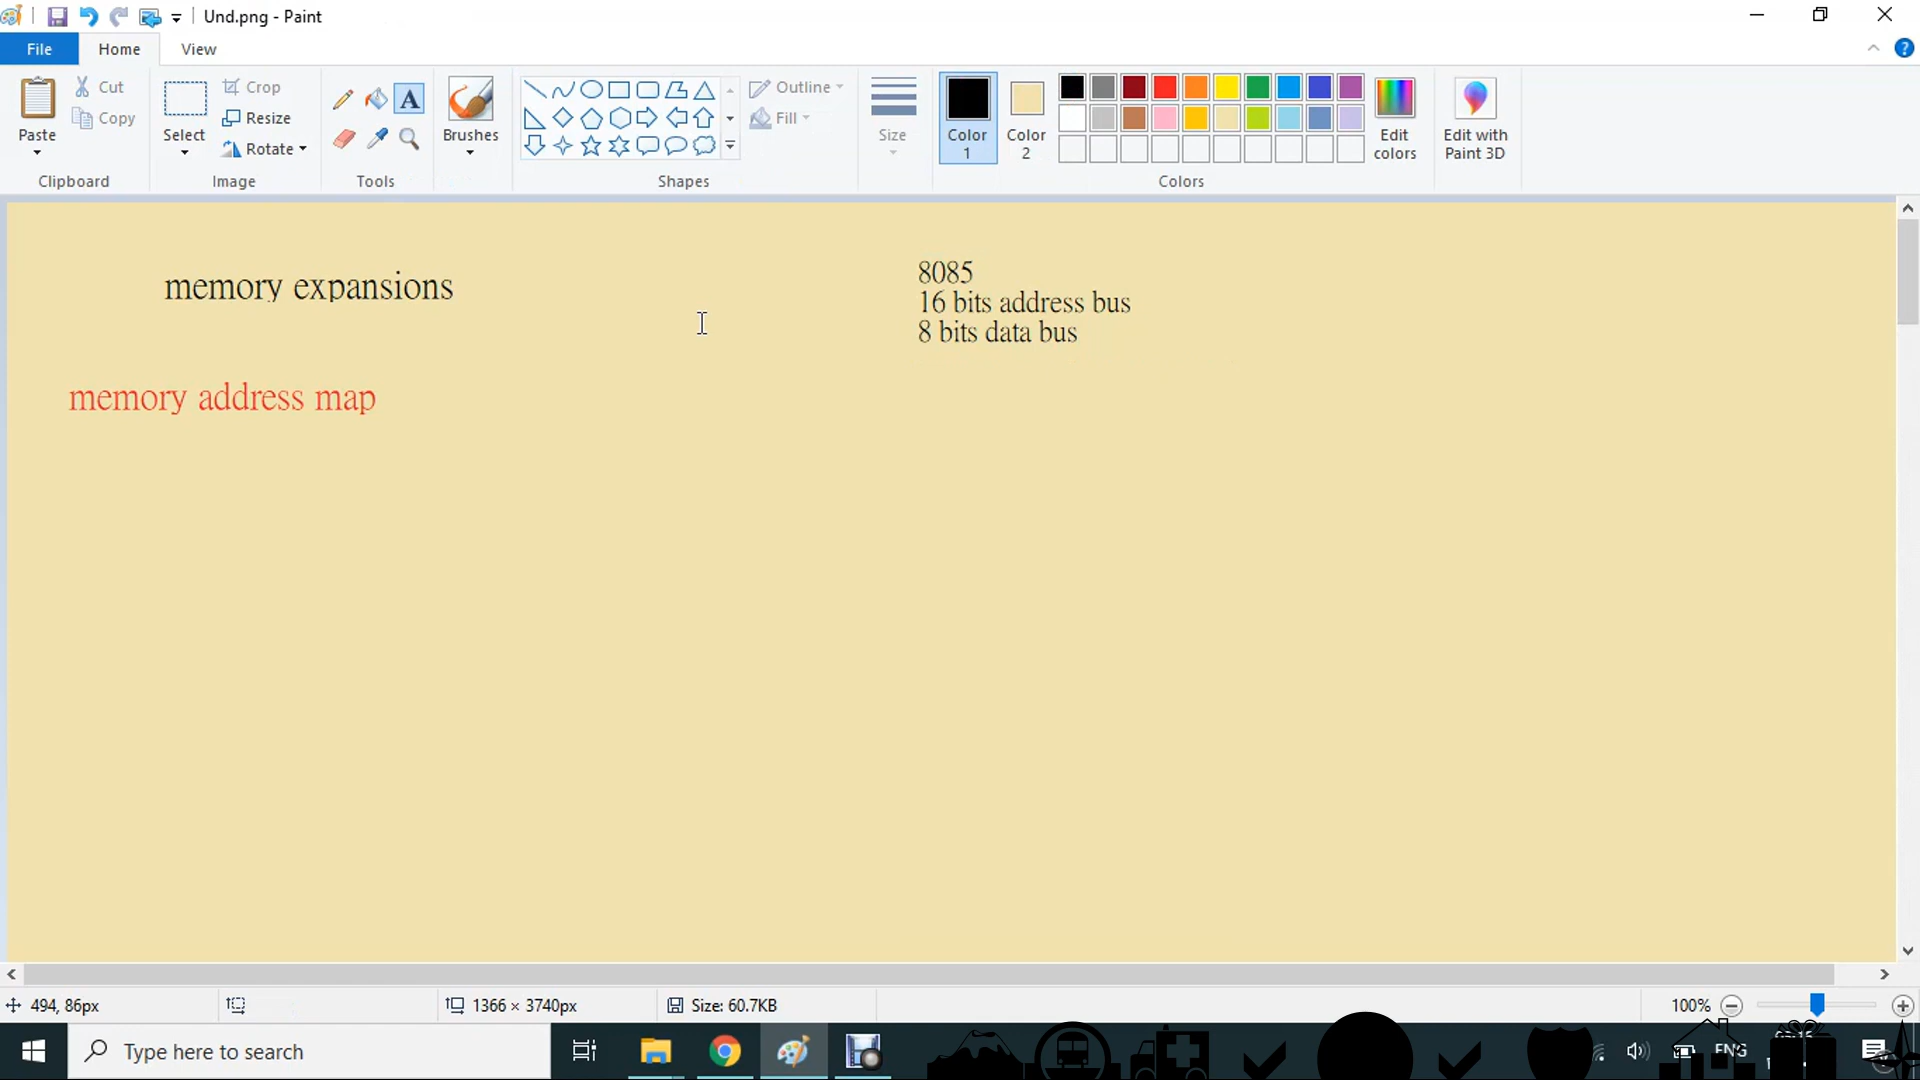 Und.png - Paint
File
Home
View
Paste
Cut
Copy
Clipboard
Select
Crop
Resize
Rotate
Image
A
Tools
Brushes
Outline
Fill
Shapes
Size
Color 1
Color 2
Edit colors
Colors
Edit with Paint 3D
memory expansions
8085
16 bits address bus
8 bits data bus
memory address map
494, 86px
1366 × 3740px
Size: 60.7KB
100%
Type here to search
ENG